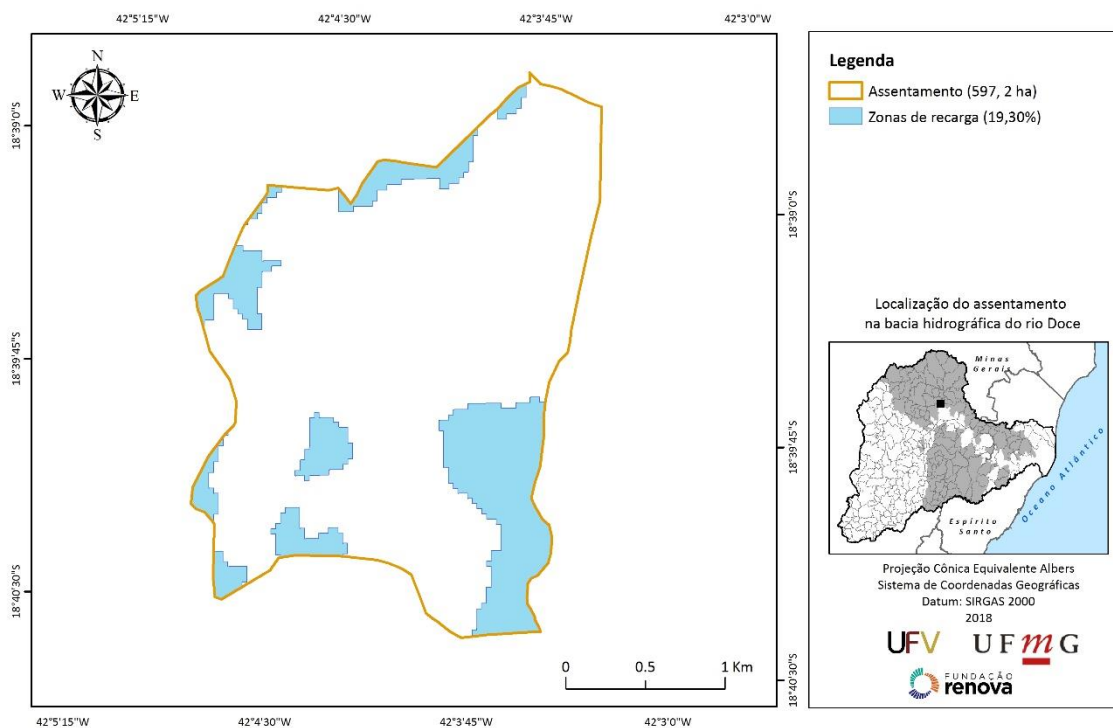 42°5'15"W 42°4'30"W 42°3'45"W 42°3'0"W
N
W E
S
18°39'0"S
18°39'0"S
18°39'45"S
18°39'45"S
18°40'30"S
18°40'30"S
0 0.5 1 Km
42°5'15"W 42°4'30"W 42°3'45"W 42°3'0"W
Legenda
Assentamento (597, 2 ha)
Zonas de recarga (19,30%)
Localização do assentamento
na bacia hidrográfica do rio Doce
Minas
Gerais
Oceano Atlântico
Espírito
Santo
Projeção Cônica Equivalente Albers
Sistema de Coordenadas Geográficas
Datum: SIRGAS 2000
2018
UFV UFmG
FUNDAÇÃO
renova